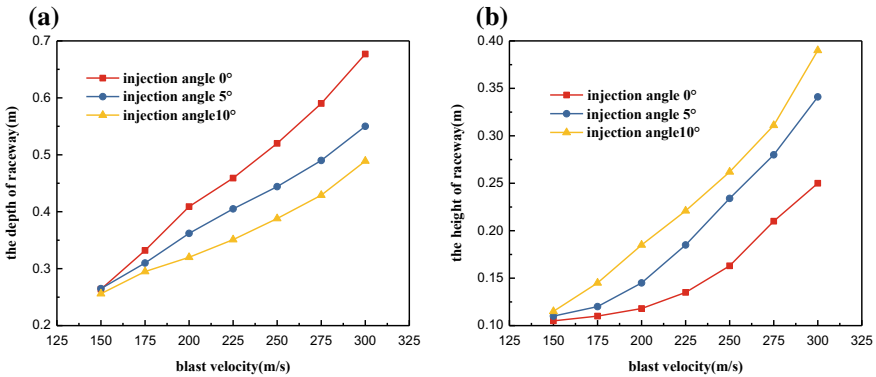 (a)
the depth of raceway(m)
0.7
0.6
0.5
0.4
0.3
0.2
injection angle 0°
injection angle 5°
injection angle10°
125 150 175 200 225 250 275 300 325
blast velocity(m/s)
(b)
the height of raceway(m)
0.40
0.35
0.30
0.25
0.20
0.15
0.10
injection angle 0°
injection angle 5°
injection angle10°
125 150 175 200 225 250 275 300 325
blast velocity(m/s)